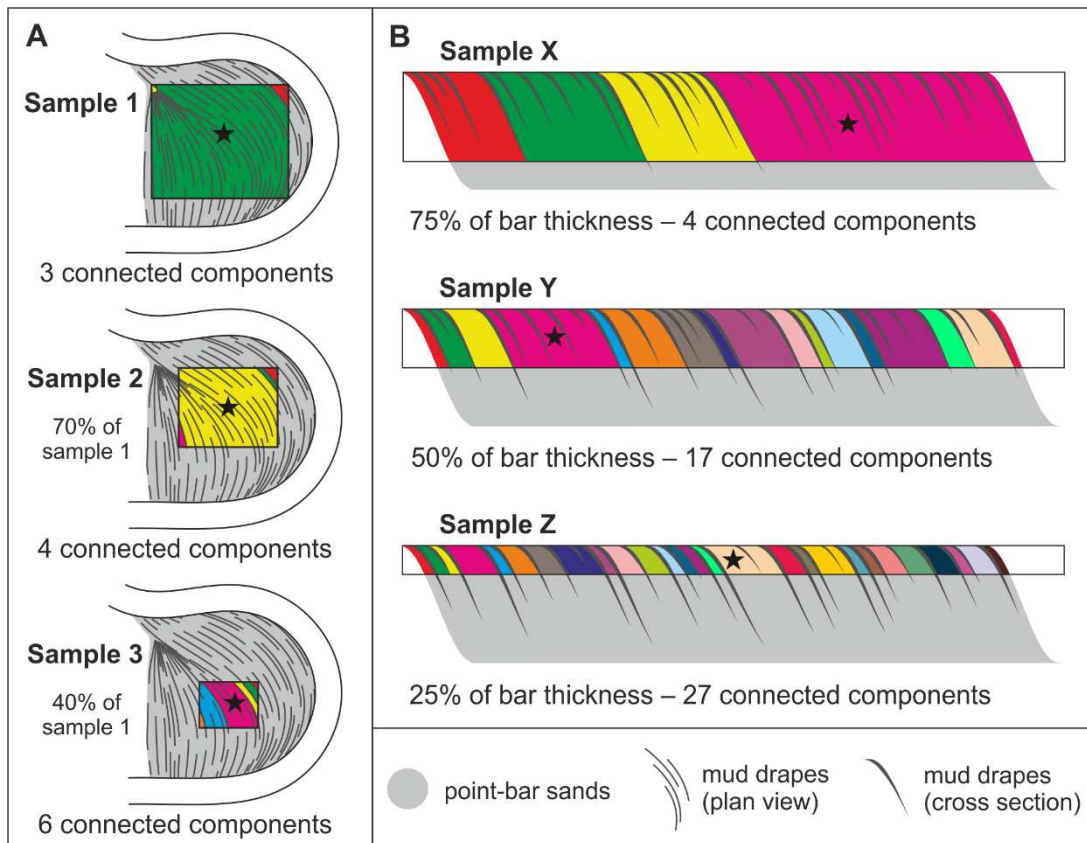 A
Sample 1
3 connected components
Sample 2
70% of
sample 1
4 connected components
Sample 3
40% of
sample 1
6 connected components
B
Sample X
75% of bar thickness – 4 connected components
Sample Y
50% of bar thickness – 17 connected components
Sample Z
25% of bar thickness – 27 connected components
point-bar sands
mud drapes
(plan view)
mud drapes
(cross section)